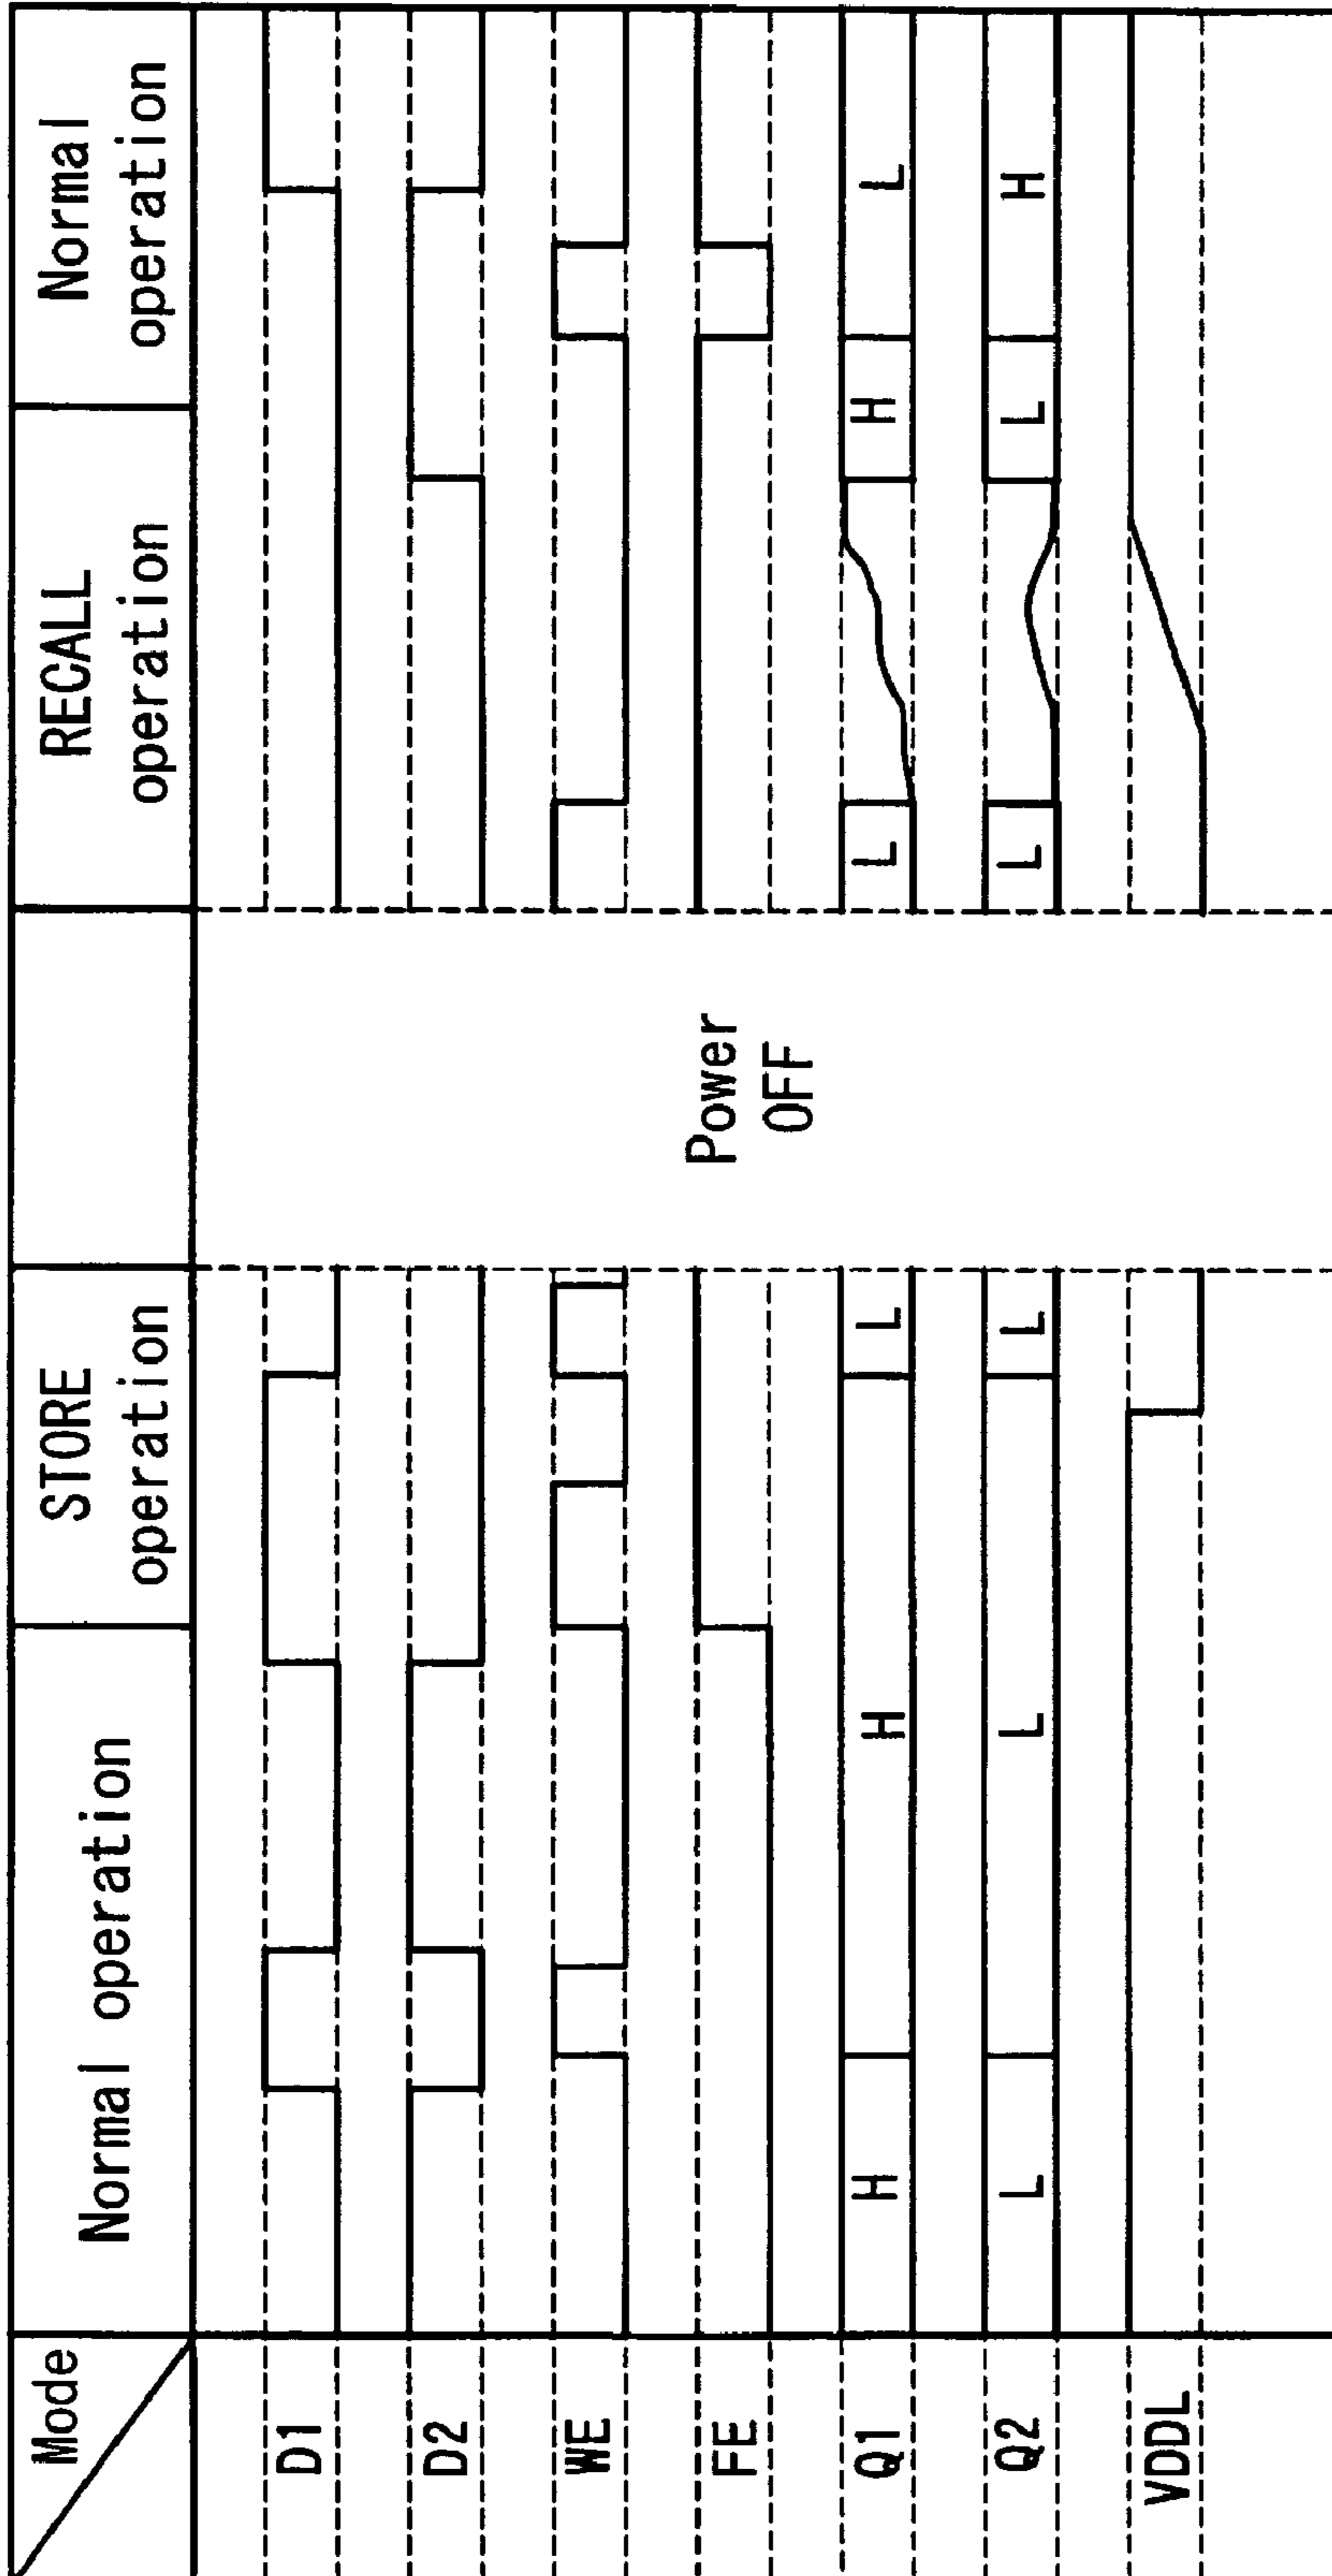 Mode
Normal operation
STORE
operation
RECALL
operation
Normal
operation
D1
D2
WE
FE
Q1
H
H
L
L
H
L
Q2
L
L
L
L
L
H
VDDL
Power
OFF